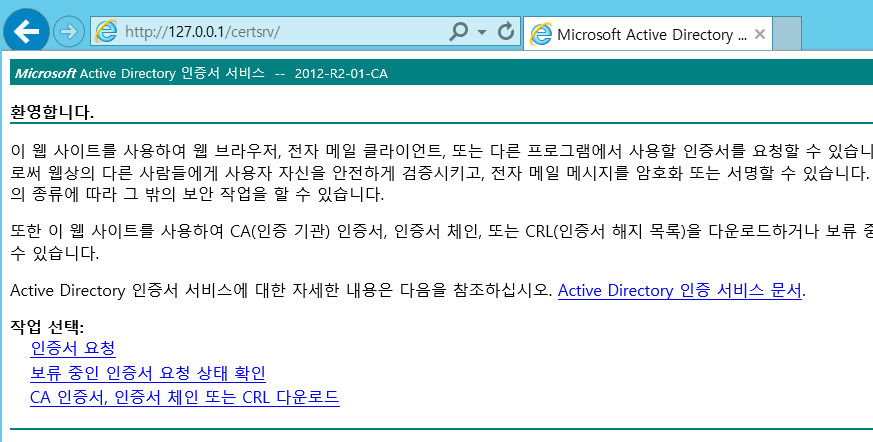 http://127.0.0.1/certsrv/
Microsoft Active Directory ...
Microsoft Active Directory 인증서 서비스 -- 2012-R2-01-CA
환영합니다.
이 웹 사이트를 사용하여 웹 브라우저, 전자 메일 클라이언트, 또는 다른 프로그램에서 사용할 인증서를 요청할 수 있습니
로써 웹상의 다른 사람들에게 사용자 자신을 안전하게 검증시키고, 전자 메일 메시지를 암호화 또는 서명할 수 있습니다.
의 종류에 따라 그 밖의 보안 작업을 할 수 있습니다.
또한 이 웹 사이트를 사용하여 CA(인증 기관) 인증서, 인증서 체인, 또는 CRL(인증서 해지 목록)을 다운로드하거나 보류 중
수 있습니다.
Active Directory 인증서 서비스에 대한 자세한 내용은 다음을 참조하십시오. Active Directory 인증 서비스 문서.
작업 선택:
인증서 요청
보류 중인 인증서 요청 상태 확인
CA 인증서, 인증서 체인 또는 CRL 다운로드